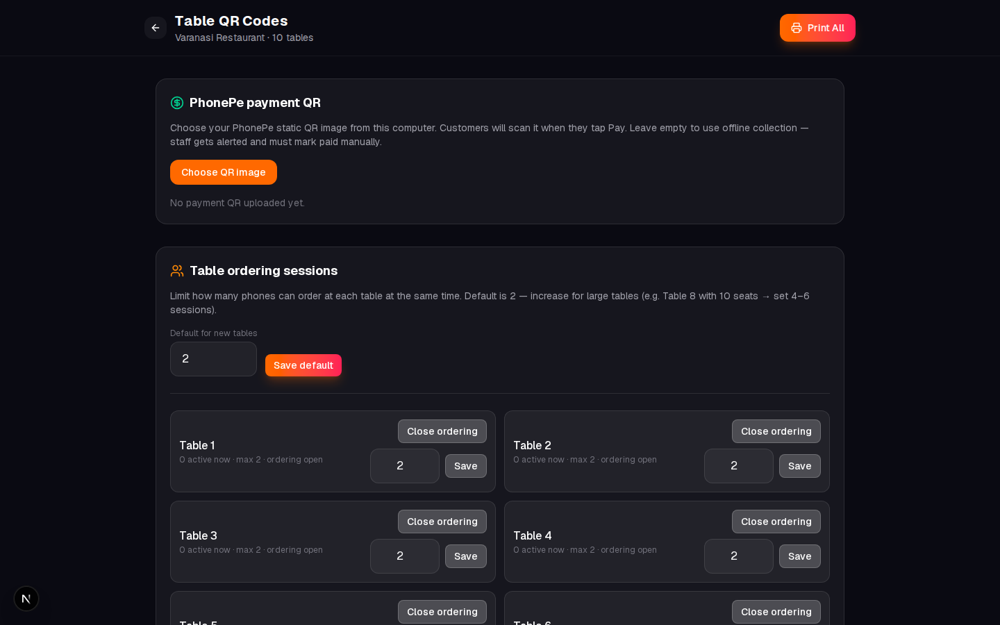 Table QR Codes
Varanasi Restaurant · 10 tables
Print All
PhonePe payment QR
Choose your PhonePe static QR image from this computer. Customers will scan it when they tap Pay. Leave empty to use offline collection —
staff gets alerted and must mark paid manually.
Choose QR image
No payment QR uploaded yet.
Table ordering sessions
Limit how many phones can order at each table at the same time. Default is 2 — increase for large tables (e.g. Table 8 with 10 seats → set 4–6
sessions).
Default for new tables
2
Save default
Table 1
0 active now · max 2 · ordering open
Close ordering
2
Save
Table 2
0 active now · max 2 · ordering open
Close ordering
2
Save
Table 3
0 active now · max 2 · ordering open
Close ordering
2
Save
Table 4
0 active now · max 2 · ordering open
Close ordering
2
Save
Table 5
Close ordering
Table 6
Close ordering
N